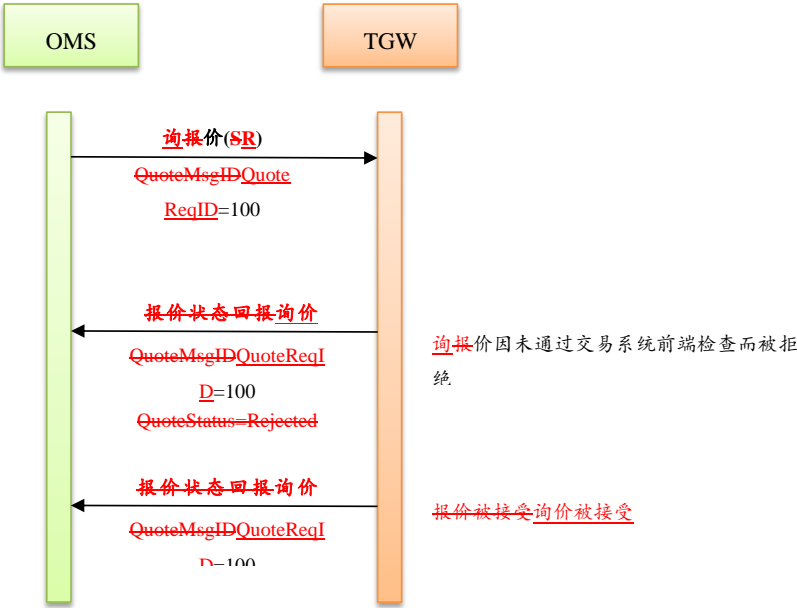 OMS
TGW
询报价(SR)
QuoteMsgIDQuote
ReqID=100
报价状态回报询价
QuoteMsgIDQuoteReqI
D=100
QuoteStatus=Rejected
询报价因未通过交易系统前端检查而被拒
绝
报价状态回报询价
QuoteMsgIDQuoteReqI
D=100
报价被接受询价被接受